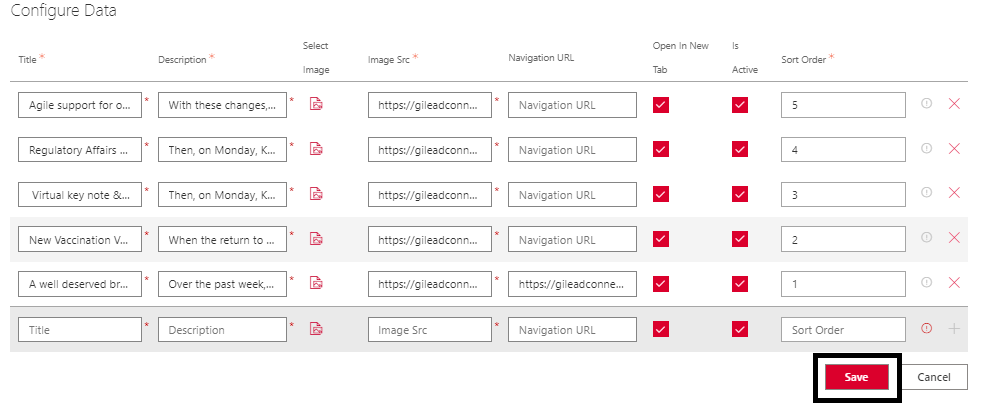 Configure Data
Title * Description * Select Image Image Src * Navigation URL Open In New Tab Is Active Sort Order *
Agile support for o... * With these changes,... * https://gileadconn... * Navigation URL 5
Regulatory Affairs ... * Then, on Monday, K... * https://gileadconn... * Navigation URL 4
Virtual key note &... * Then, on Monday, K... * https://gileadconn... * Navigation URL 3
New Vaccination V... * When the return to ... * https://gileadconn... * Navigation URL 2
A well deserved br... * Over the past week,... * https://gileadconn... * https://gileadconne... 1
Title * Description * Image Src * Navigation URL Sort Order
Save Cancel